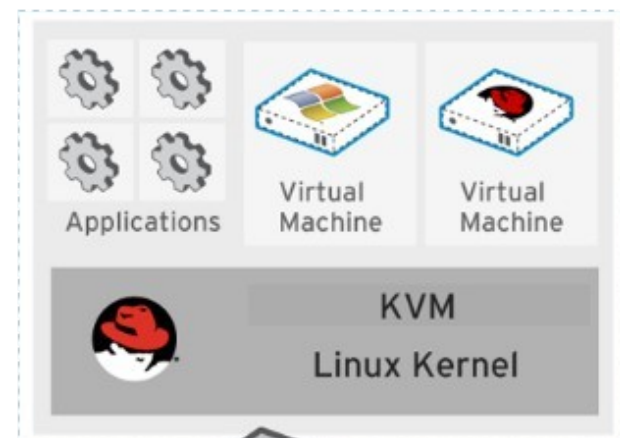 Applications
Virtual
Machine
Virtual
Machine
KVM
Linux Kernel